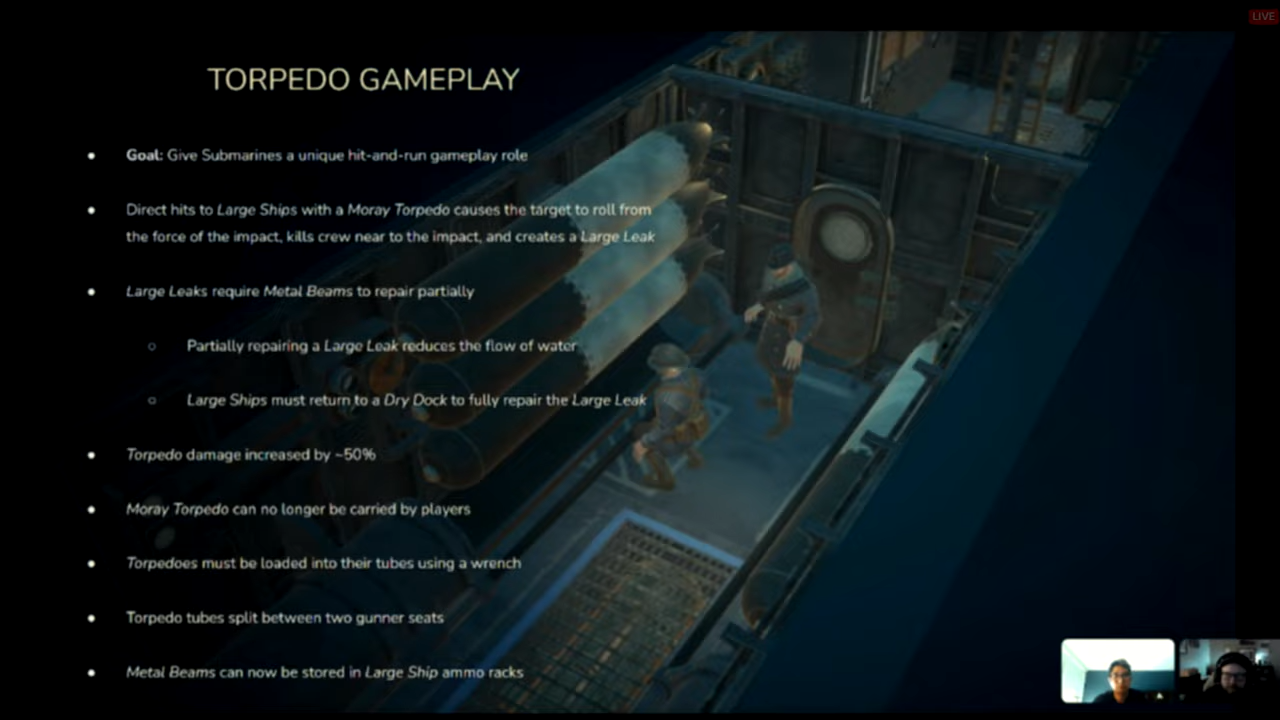 LIVE
TORPEDO GAMEPLAY
• Goal: Give Submarines a unique hit-and-run gameplay role
• Direct hits to Large Ships with a Moray Torpedo causes the target to roll from
the force of the impact, kills crew near to the impact, and creates a Large Leak
• Large Leaks require Metal Beams to repair partially
○ Partially repairing a Large Leak reduces the flow of water
○ Large Ships must return to a Dry Dock to fully repair the Large Leak
• Torpedo damage increased by ~50%
• Moray Torpedo can no longer be carried by players
• Torpedoes must be loaded into their tubes using a wrench
• Torpedo tubes split between two gunner seats
• Metal Beams can now be stored in Large Ship ammo racks